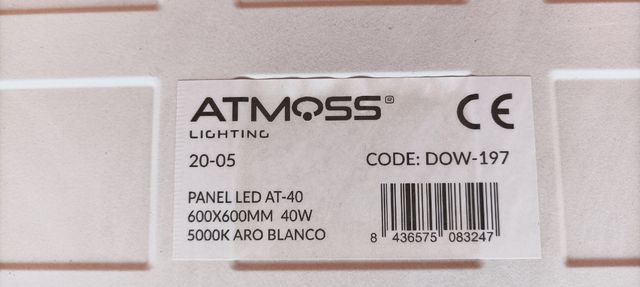 ATMOSS®
LIGHTING
CE
20-05
CODE: DOW-197
PANEL LED AT-40
600X600MM 40W
5000K ARO BLANCO
8 436575 083247